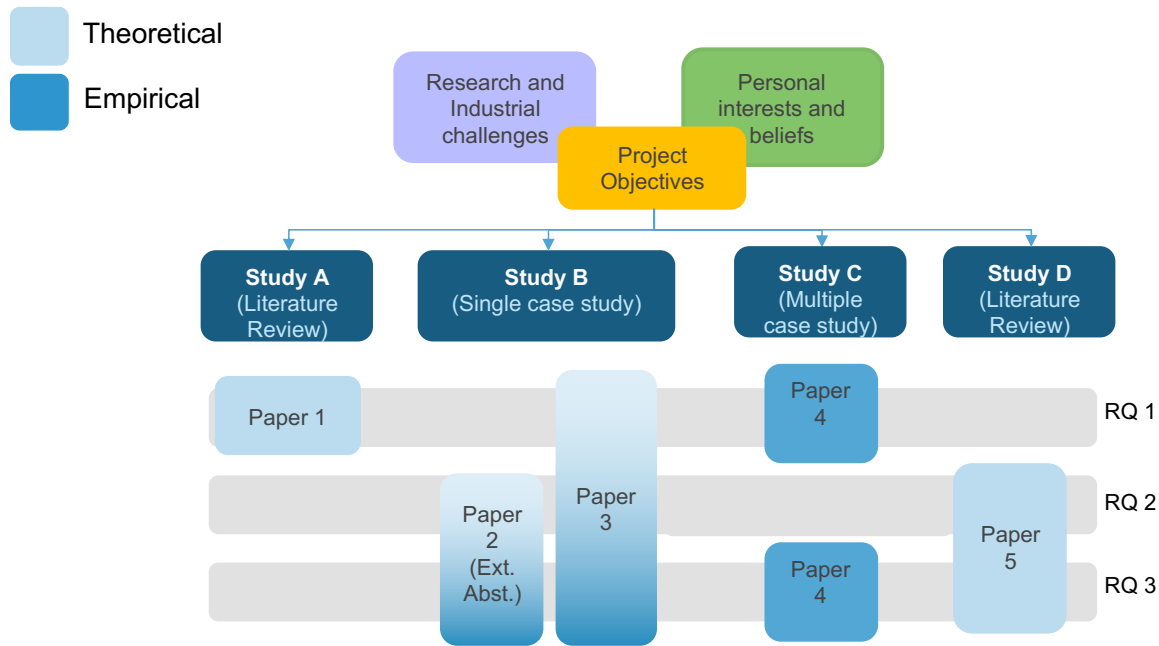 Theoretical
Empirical
Research and
Industrial
challenges
Personal
interests and
beliefs
Project
Objectives
Study A
(Literature
Review)
Study B
(Single case study)
Study C
(Multiple
case study)
Study D
(Literature
Review)
Paper 1
Paper
4
RQ 1
Paper
2
(Ext.
Abst.)
Paper
3
RQ 2
Paper
4
Paper
5
RQ 3